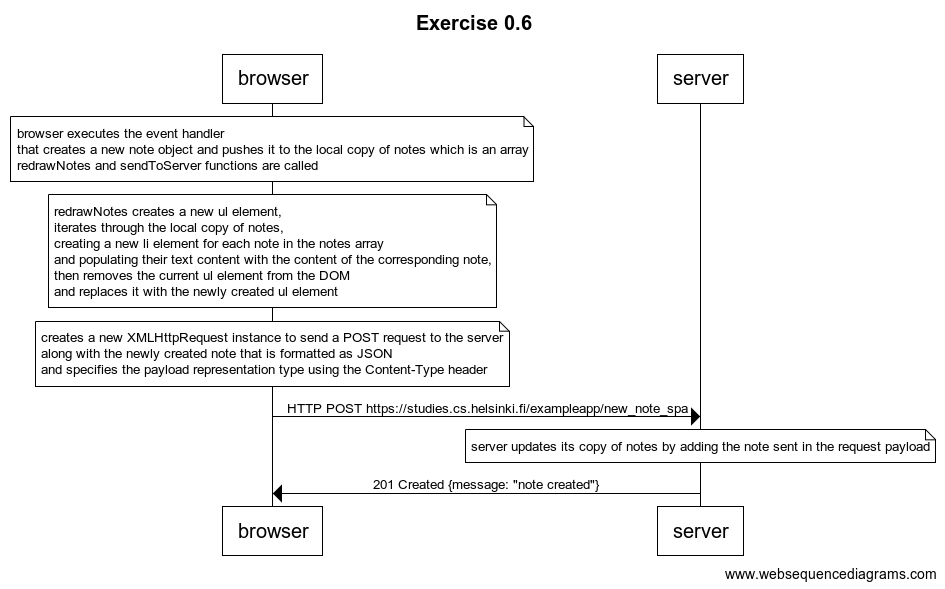 Exercise 0.6
browser
server
browser executes the event handler
that creates a new note object and pushes it to the local copy of notes which is an array
redrawNotes and sendToServer functions are called
redrawNotes creates a new ul element,
iterates through the local copy of notes,
creating a new li element for each note in the notes array
and populating their text content with the content of the corresponding note,
then removes the current ul element from the DOM
and replaces it with the newly created ul element
creates a new XMLHttpRequest instance to send a POST request to the server
along with the newly created note that is formatted as JSON
and specifies the payload representation type using the Content-Type header
HTTP POST https://studies.cs.helsinki.fi/exampleapp/new_note_spa
server updates its copy of notes by adding the note sent in the request payload
201 Created {message: "note created"}
browser
server
www.websequencediagrams.com